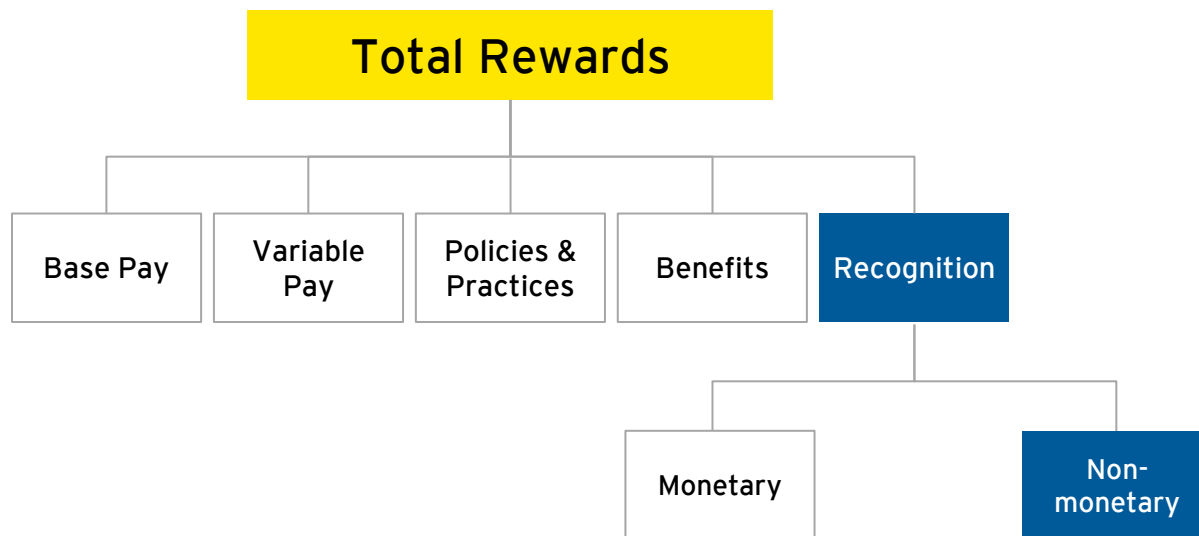 Total Rewards
Base Pay
Variable
Pay
Policies &
Practices
Benefits
Recognition
Monetary
Non-
monetary